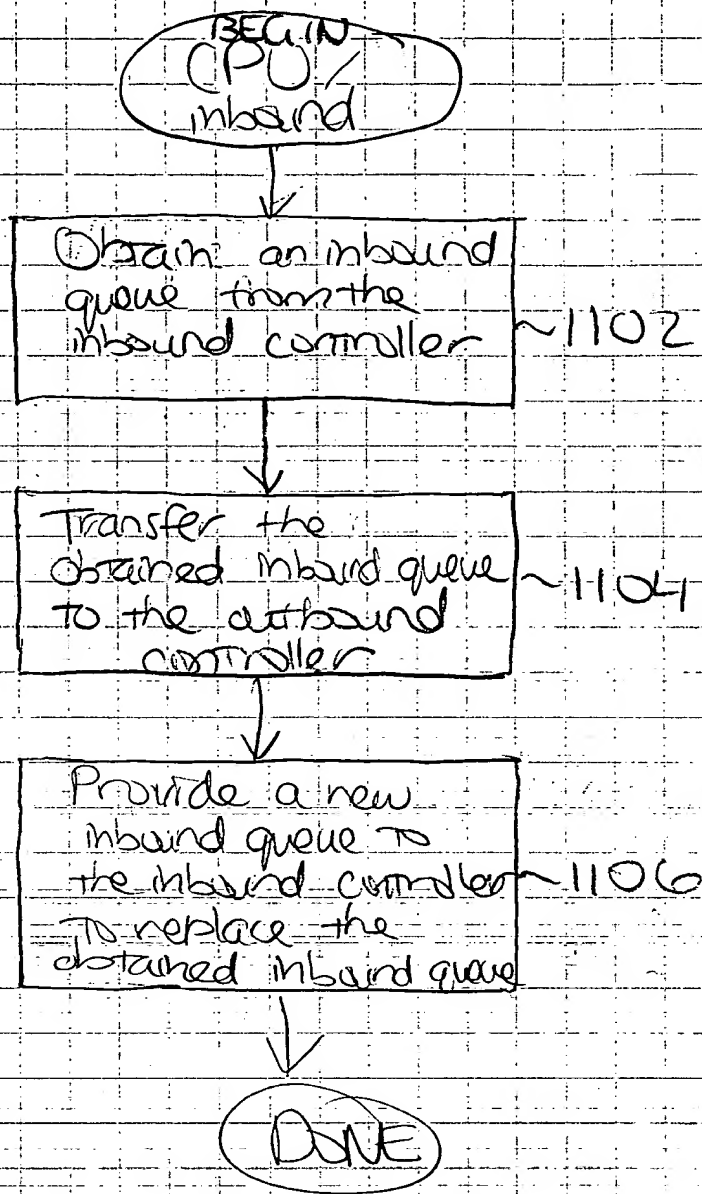 BEGIN
CPU/
inbound
Obtain an inbound
queue from the
inbound controller
~1102
Transfer the
obtained inbound queue
to the outbound
controller
~1104
Provide a new
inbound queue to
the inbound controller
to replace the
obtained inbound queue
~1106
DONE